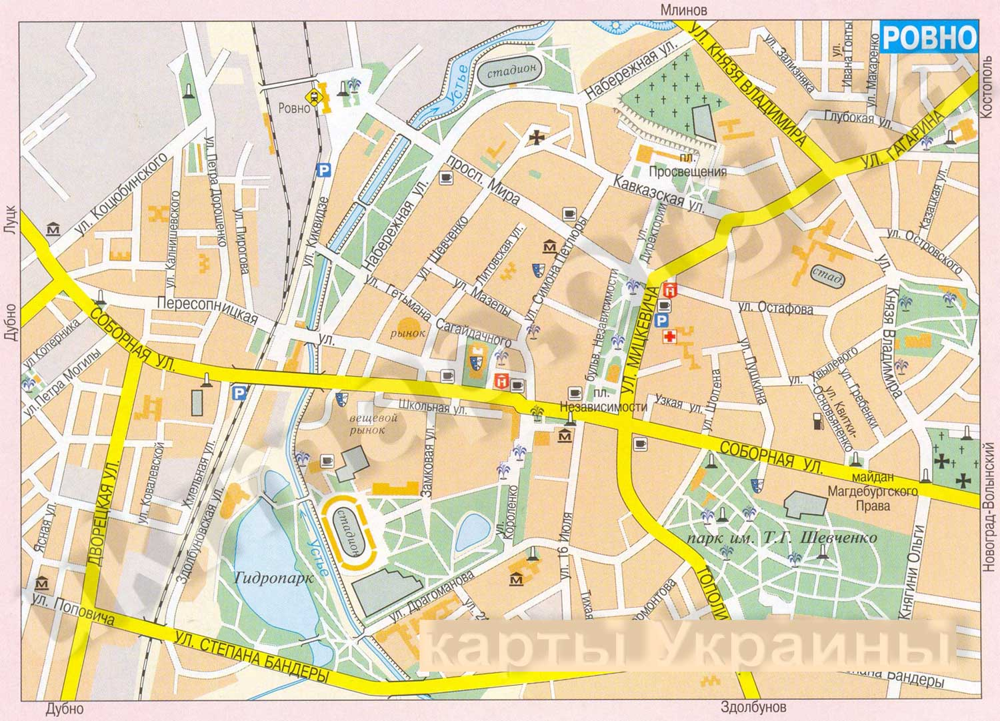 Млинов
РОВНО
Костополь
Луцк
Дубно
Новоград-Волынский
Дубно
Здолбунов
УЛ. КНЯЗЯ ВЛАДИМИРА
ул. Зализняка
ул.
Ивана Гонты
ул. Макаренко
Набережная ул.
стадион
Устье
Ровно
Глубокая ул.
УЛ. ГАГАРИНА
пл.
Просвещения
Кавказская ул.
просп. Мира
ул. Коцюбинского
ул. Петра Дорошенко
ул. Калнишевского
ул. Пирогова
ул. Киквидзе
Набережная ул.
ул. Шевченко
Литовская ул.
ул. Симона Петлюры
ул.
Директории
Казацкая ул.
ул. Островского
стад.
ул.
Князя Владимира
ул. Мазепы
ул. Гетьмана
Сагайдачного
рынок
Пересопницкая
ул.
бульв. Независимости
УЛ. МИЦКЕВИЧА
ул. Остафова
СОБОРНАЯ УЛ.
ул. Коперника
ул. Петра Могилы
ул. Пушкина
ул. Шопена
Узкая ул.
ул.
Хвылевого
ул. Гребенки
ул. Квитки-
Основьяненко
пл.
Независимости
Школьная ул.
вещевой
рынок
Замковая ул.
СОБОРНАЯ УЛ.
майдан
Магдебургского
Права
ДВОРЕЦКАЯ УЛ.
ул. Ковалевской
Хмельная ул.
Здолбуновская ул.
Ясная ул.
ул.
Короленко
ул. 16 Июля
стадион
Устье
Гидропарк
парк им. Т.Г. Шевченко
ул. Драгоманова
Тихая
ТОПОЛИ
Княгини Ольги
ул. Поповича
УЛ. СТЕПАНА БАНДЕРЫ
карты Украины
Бандеры